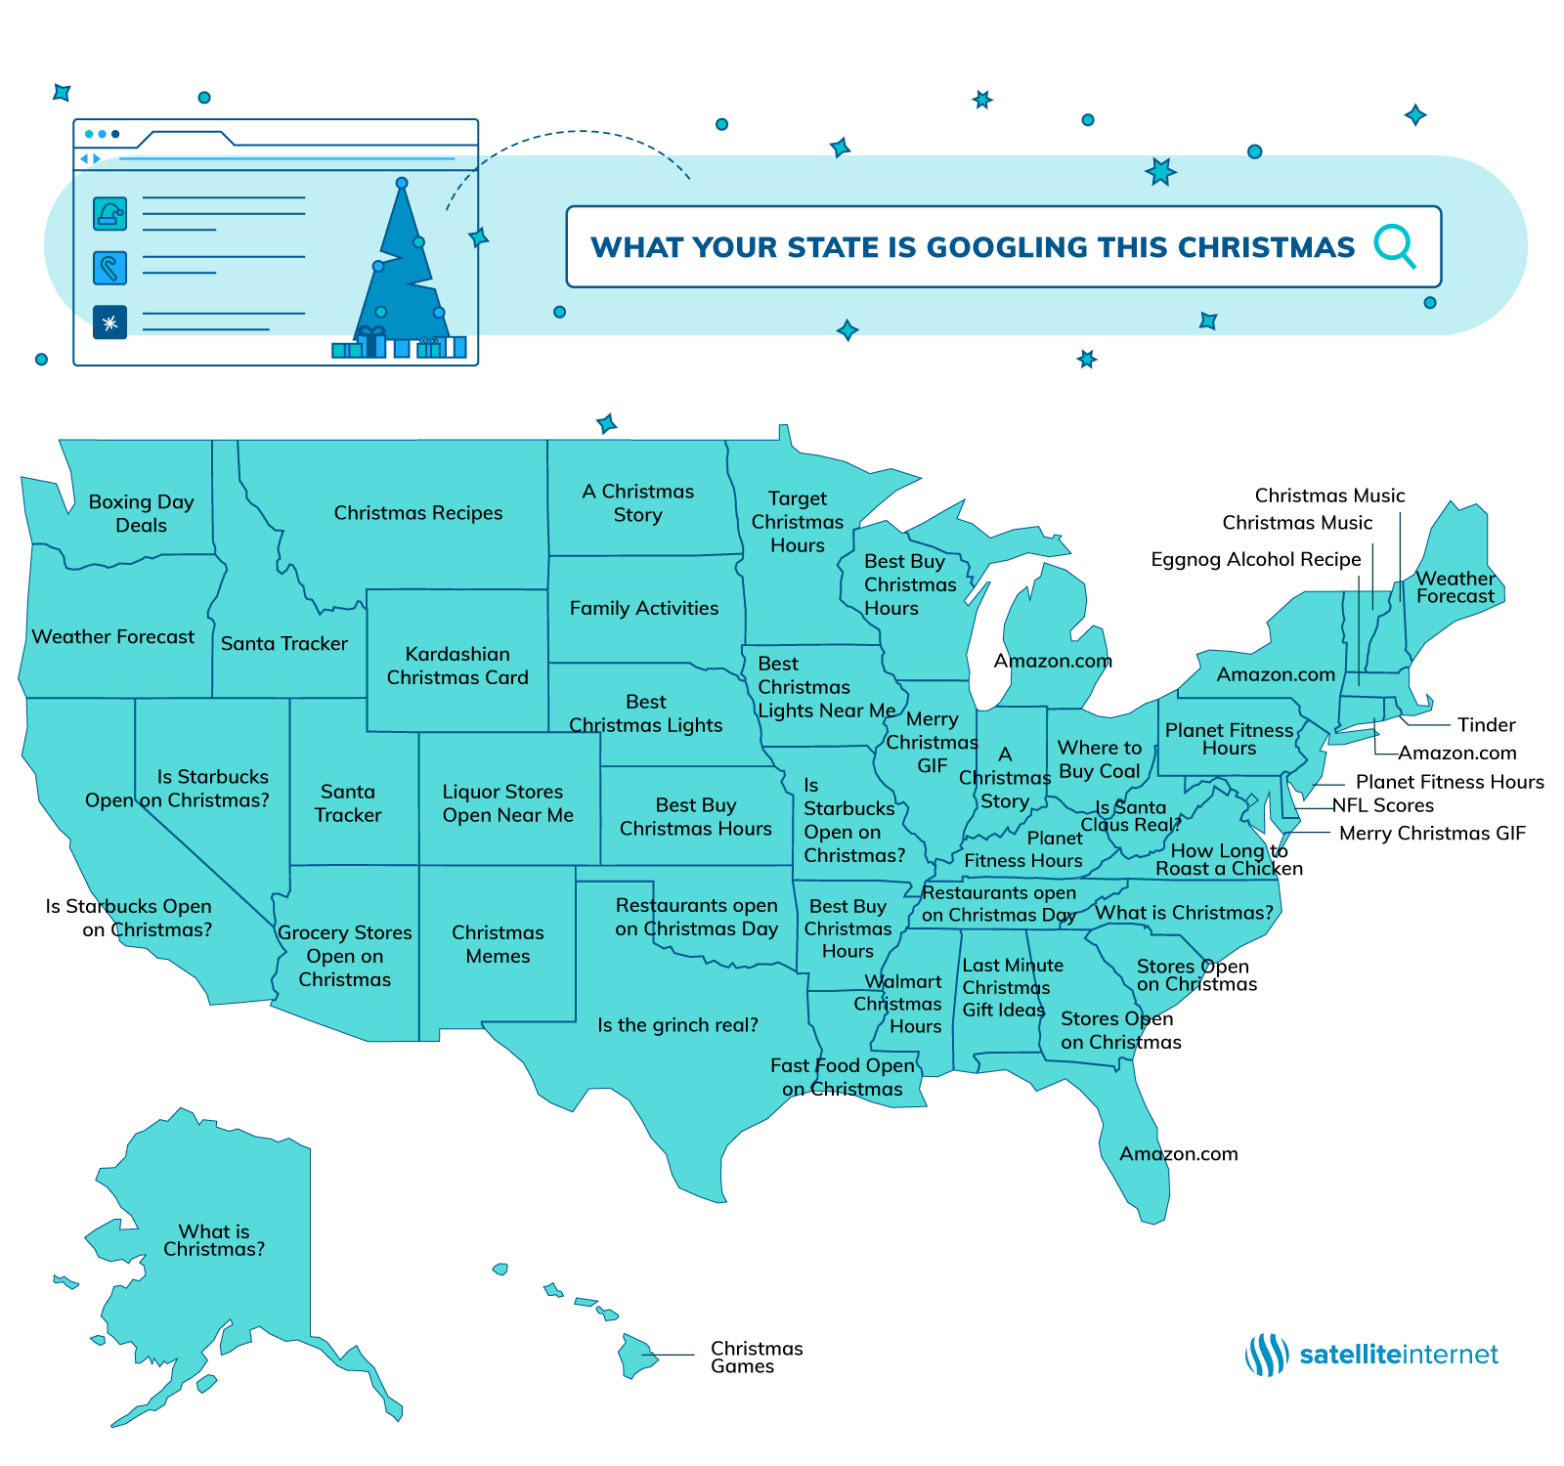 WHAT YOUR STATE IS GOOGLING THIS CHRISTMAS
Boxing Day
Deals
Christmas Recipes
A Christmas
Story
Target
Christmas
Hours
Best Buy
Christmas
Hours
Christmas Music
Christmas Music
Eggnog Alcohol Recipe
Weather
Forecast
Weather Forecast
Santa Tracker
Kardashian
Christmas Card
Family Activities
Best
Christmas Lights
Best
Christmas
Lights Near Me
Amazon.com
Amazon.com
Merry
Christmas
GIF
A
Christmas
Story
Where to
Buy Coal
Planet Fitness
Hours
Tinder
Amazon.com
Planet Fitness Hours
NFL Scores
Merry Christmas GIF
Is Starbucks
Open on Christmas?
Santa
Tracker
Liquor Stores
Open Near Me
Best Buy
Christmas Hours
Is
Starbucks
Open on
Christmas?
Is Santa
Claus Real?
Planet
Fitness Hours
How Long to
Roast a Chicken
Is Starbucks Open
on Christmas?
Grocery Stores
Open on
Christmas
Christmas
Memes
Restaurants open
on Christmas Day
Best Buy
Christmas
Hours
Restaurants open
on Christmas Day
What is Christmas?
Is the grinch real?
Walmart
Christmas
Hours
Last Minute
Christmas
Gift Ideas
Stores Open
on Christmas
Stores Open
on Christmas
Fast Food Open
on Christmas
Amazon.com
What is
Christmas?
Christmas
Games
satelliteinternet